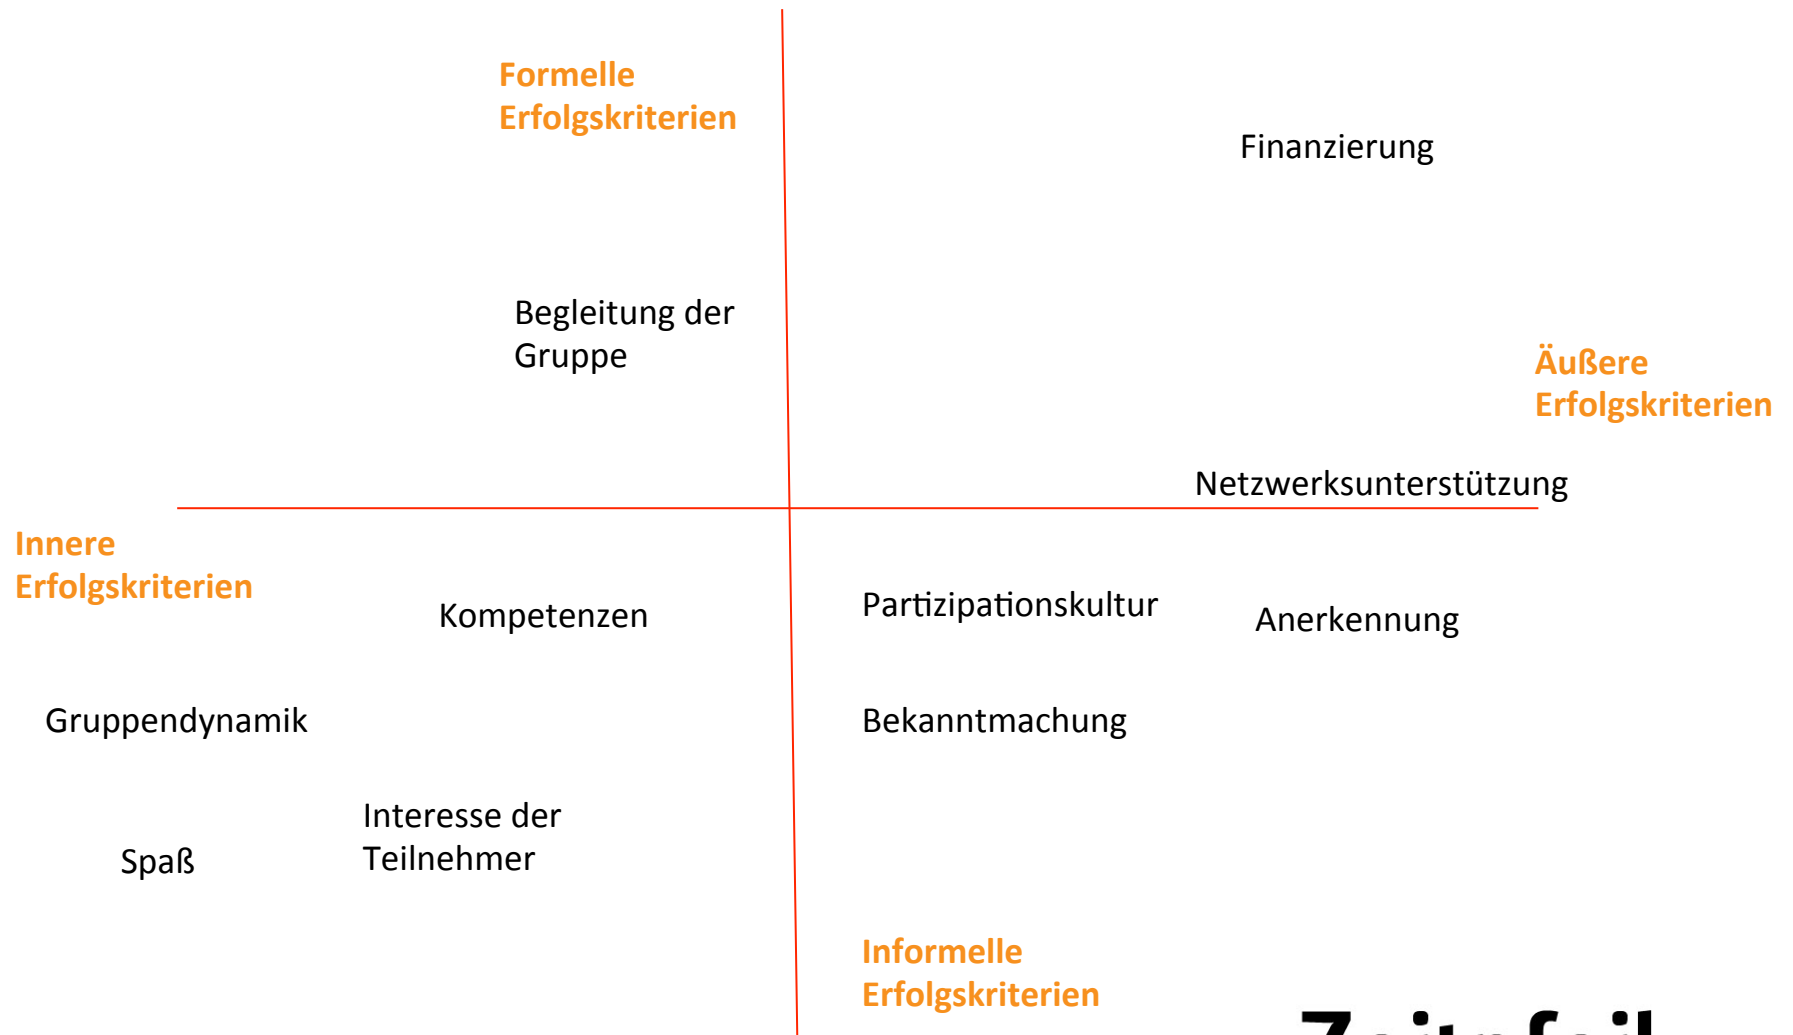 Formelle
Erfolgskriterien
Finanzierung
Begleitung der
Gruppe
Äußere
Erfolgskriterien
Netzwerksunterstützung
Innere
Erfolgskriterien
Kompetenzen
Partizipationskultur
Anerkennung
Gruppendynamik
Bekanntmachung
Interesse der
Teilnehmer
Spaß
Informelle
Erfolgskriterien
Zeitpfeil